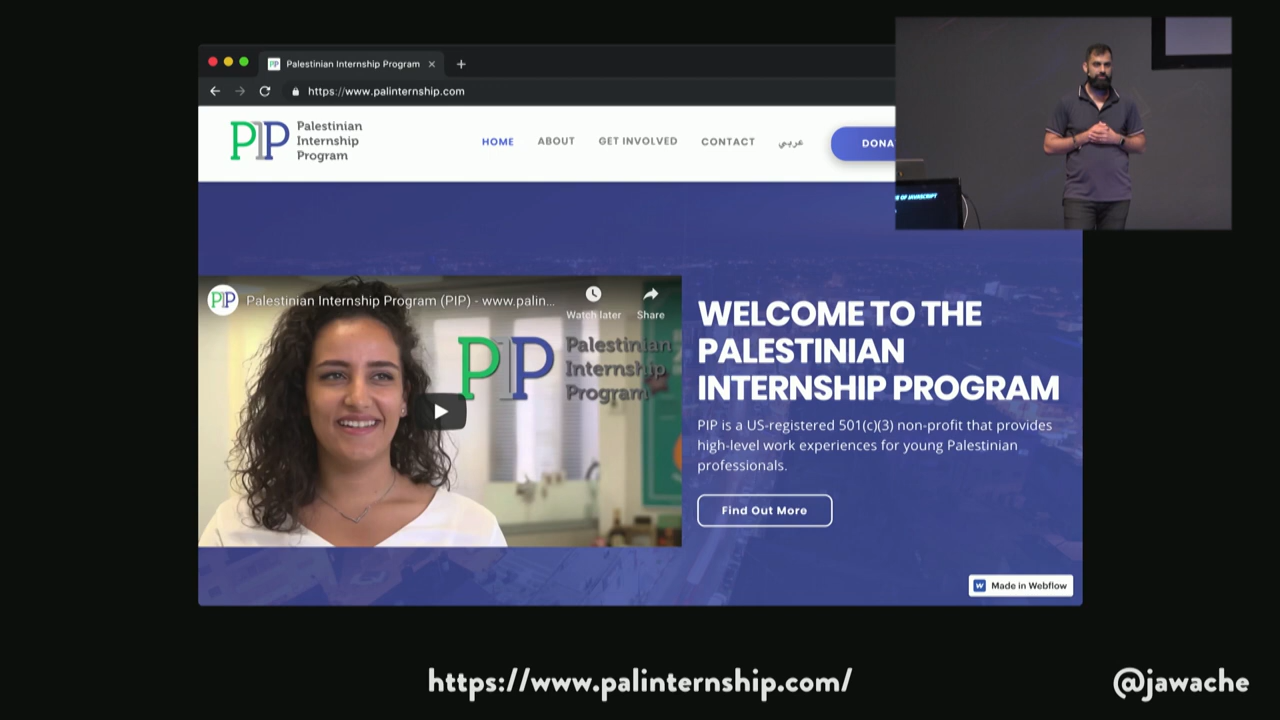 Palestinian Internship Program
https://www.palinternship.com
PIP
Palestinian
Internship
Program
HOME
ABOUT
GET INVOLVED
CONTACT
عربي
DONA
OF JAVASCRIPT
PIP
Palestinian Internship Program (PIP) - www.palin...
Watch later
Share
PIP
Palestinian
Internship
Program
WELCOME TO THE
PALESTINIAN
INTERNSHIP PROGRAM
PIP is a US-registered 501(c)(3) non-profit that provides
high-level work experiences for young Palestinian
professionals.
Find Out More
Made in Webflow
https://www.palinternship.com/
@jawache